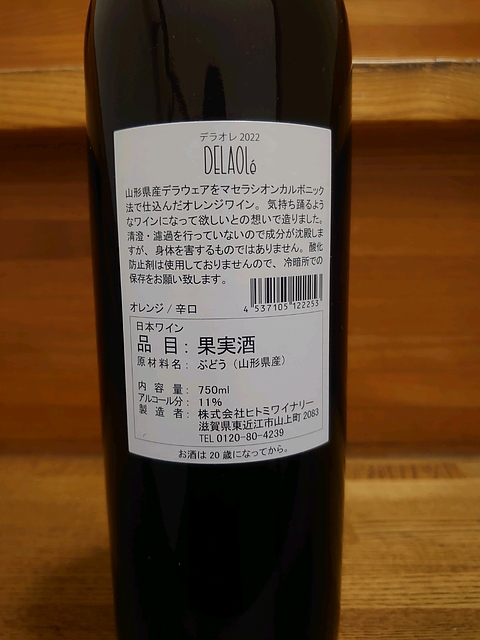 デラオレ 2022
DELAOLé
山形県産デラウェアをマセラシオンカルボニック
法で仕込んだオレンジワイン。気持ち踊るよう
なワインになって欲しいとの想いで造りました。
清澄・濾過を行っていないので成分が沈殿しま
すが、身体を害するものではありません。酸化
防止剤は使用しておりませんので、冷暗所での
保存をお願い致します。
オレンジ / 辛口
4 537105 122253
日本ワイン
品 目: 果実酒
原材料名: ぶどう(山形県産)
内 容 量: 750ml
アルコール分: 11%
製 造 者: 株式会社ヒトミワイナリー
滋賀県東近江市山上町 2083
TEL 0120-80-4239
お酒は 20 歳になってから。